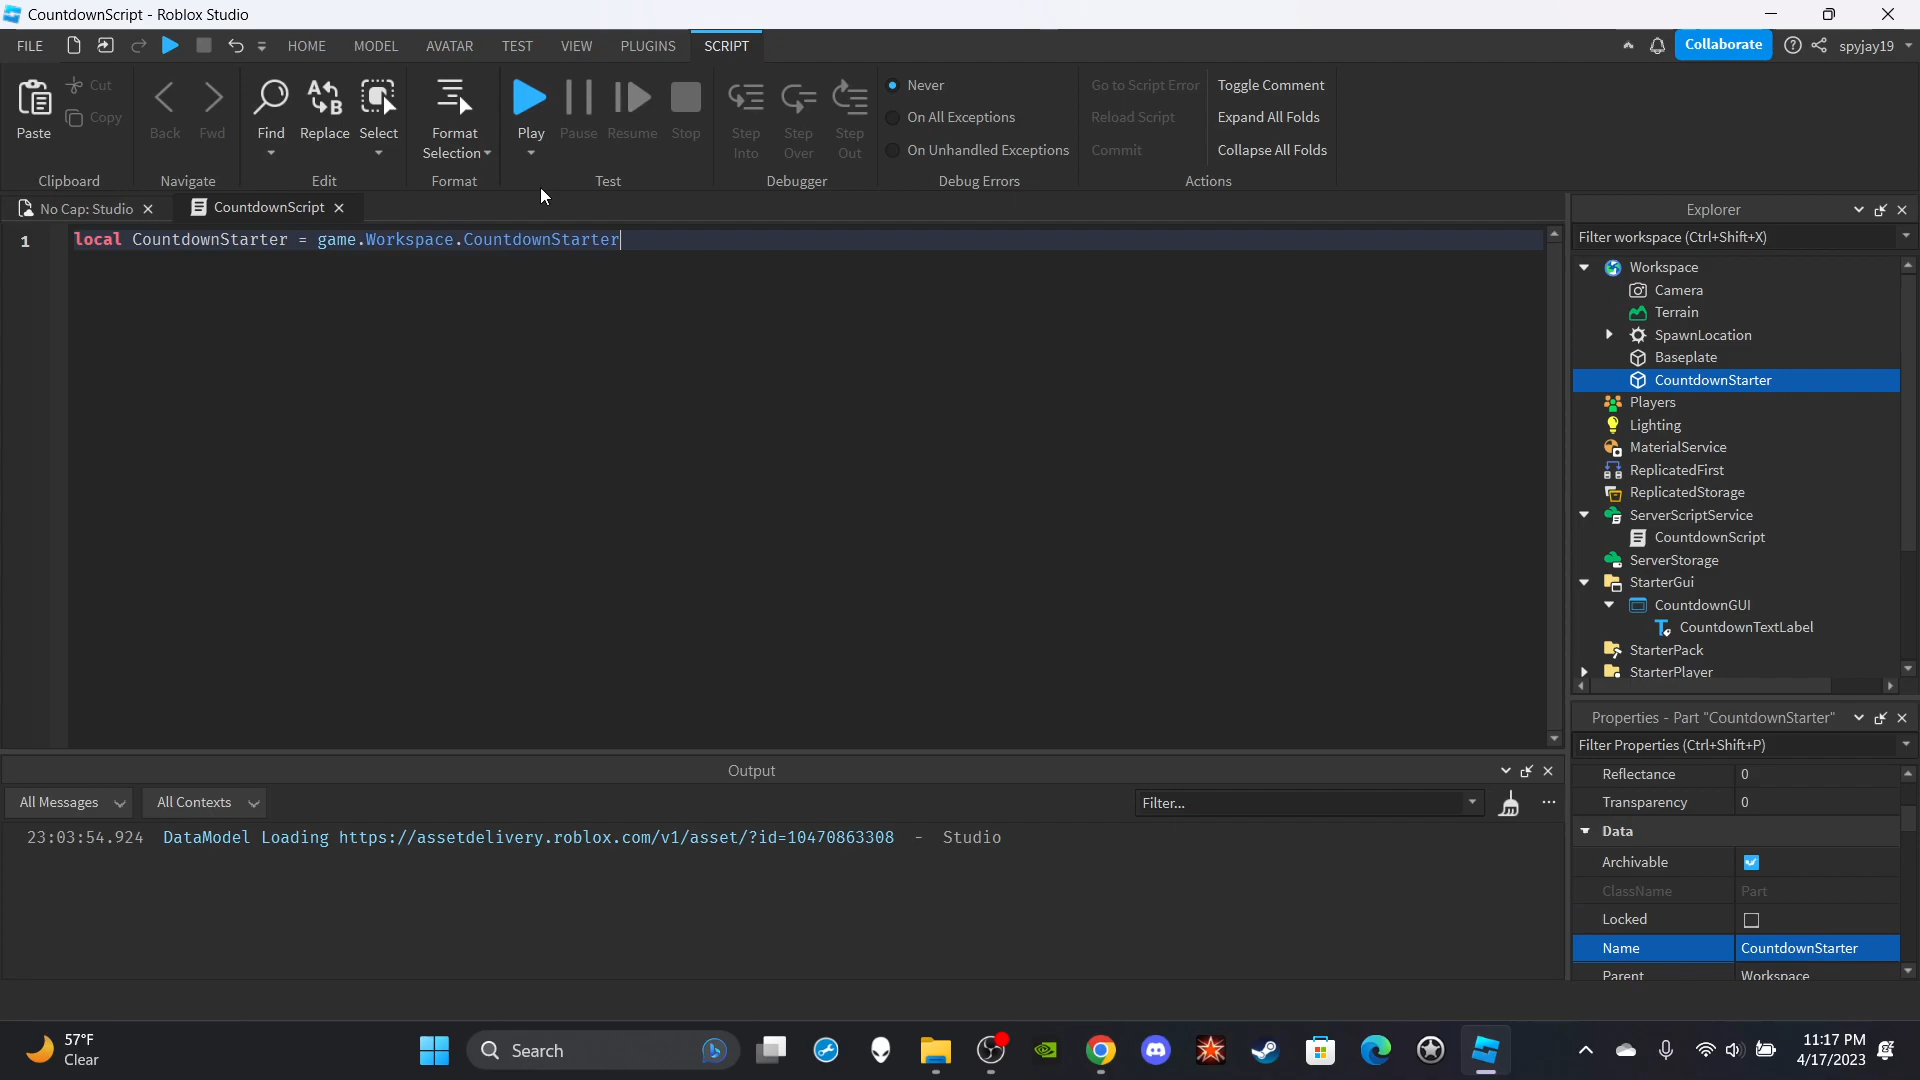 CountdownScript - Roblox Studio
FILE HOME MODEL AVATAR TEST VIEW PLUGINS SCRIPT Collaborate spyjay19
Paste Cut Copy Back Fwd Find Replace Select Format Selection Play Pause Resume Stop Step Into Step Over Step Out
Never
On All Exceptions
On Unhandled Exceptions
Go to Script Error
Reload Script
Commit
Toggle Comment
Expand All Folds
Collapse All Folds
Clipboard Navigate Edit Format Test Debugger Debug Errors Actions
No Cap: Studio CountdownScript
1 local CountdownStarter = game.Workspace.CountdownStarter
Explorer
Filter workspace (Ctrl+Shift+X)
Workspace
Camera
Terrain
SpawnLocation
Baseplate
CountdownStarter
Players
Lighting
MaterialService
ReplicatedFirst
ReplicatedStorage
ServerScriptService
CountdownScript
ServerStorage
StarterGui
CountdownGUI
CountdownTextLabel
StarterPack
StarterPlayer
Properties - Part "CountdownStarter"
Filter Properties (Ctrl+Shift+P)
Reflectance 0
Transparency 0
Data
Archivable
ClassName Part
Locked
Name CountdownStarter
Parent Workspace
Output
All Messages All Contexts Filter...
23:03:54.924 DataModel Loading https://assetdelivery.roblox.com/v1/asset/?id=10470863308 - Studio
57°F
Clear
Search
11:17 PM
4/17/2023